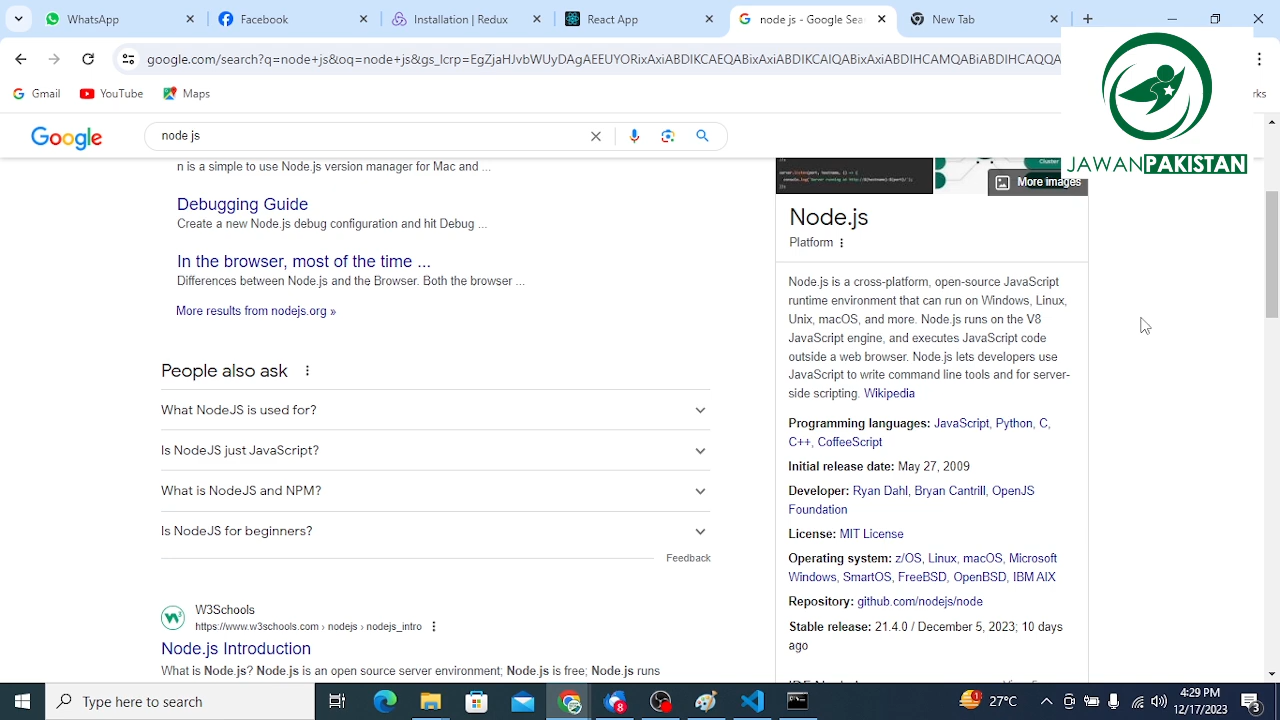 WhatsApp
Facebook
Installation | Redux
React App
node js - Google Sea
New Tab
google.com/search?q=node+js&oq=node+js&gs_lcrp=
Gmail
YouTube
Maps
rks
JAWANPAKISTAN
Google
node js
n is a simple to use Node.js version manager for Mac and ...
Debugging Guide
Create a new Node.js debug configuration and hit Debug ...
In the browser, most of the time ...
Differences between Node.js and the Browser. Both the browser ...
More results from nodejs.org »
People also ask
What NodeJS is used for?
Is NodeJS just JavaScript?
What is NodeJS and NPM?
Is NodeJS for beginners?
Feedback
W3Schools
https://www.w3schools.com › nodejs › nodejs_intro
Node.js Introduction
What is Node js? Node js is an open source server environment; Node.js is free; Node js runs
Cluster
More images
Node.js
Platform
Node.js is a cross-platform, open-source JavaScript
runtime environment that can run on Windows, Linux,
Unix, macOS, and more. Node.js runs on the V8
JavaScript engine, and executes JavaScript code
outside a web browser. Node.js lets developers use
JavaScript to write command line tools and for server-
side scripting. Wikipedia
Programming languages: JavaScript, Python, C,
C++, CoffeeScript
Initial release date: May 27, 2009
Developer: Ryan Dahl, Bryan Cantrill, OpenJS
Foundation
License: MIT License
Operating system: z/OS, Linux, macOS, Microsoft
Windows, SmartOS, FreeBSD, OpenBSD, IBM AIX
Repository: github.com/nodejs/node
Stable release: 21.4.0 / December 5, 2023; 10 days
ago
here to
27°C
4:29 PM
12/17/2023